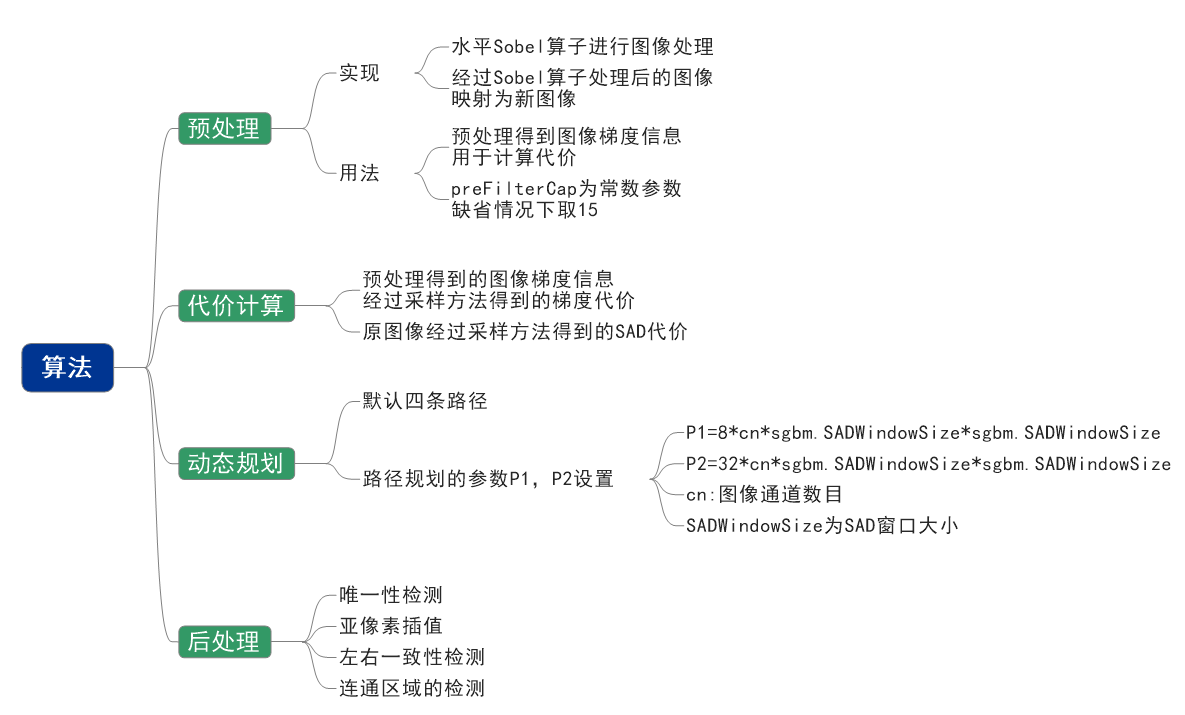 算法
预处理
实现
水平Sobel算子进行图像处理
经过Sobel算子处理后的图像
映射为新图像
用法
预处理得到图像梯度信息
用于计算代价
preFilterCap为常数参数
缺省情况下取15
代价计算
预处理得到的图像梯度信息
经过采样方法得到的梯度代价
原图像经过采样方法得到的SAD代价
动态规划
默认四条路径
路径规划的参数P1，P2设置
P1=8*cn*sgbm.SADWindowSize*sgbm.SADWindowSize
P2=32*cn*sgbm.SADWindowSize*sgbm.SADWindowSize
cn:图像通道数目
SADWindowSize为SAD窗口大小
后处理
唯一性检测
亚像素插值
左右一致性检测
连通区域的检测